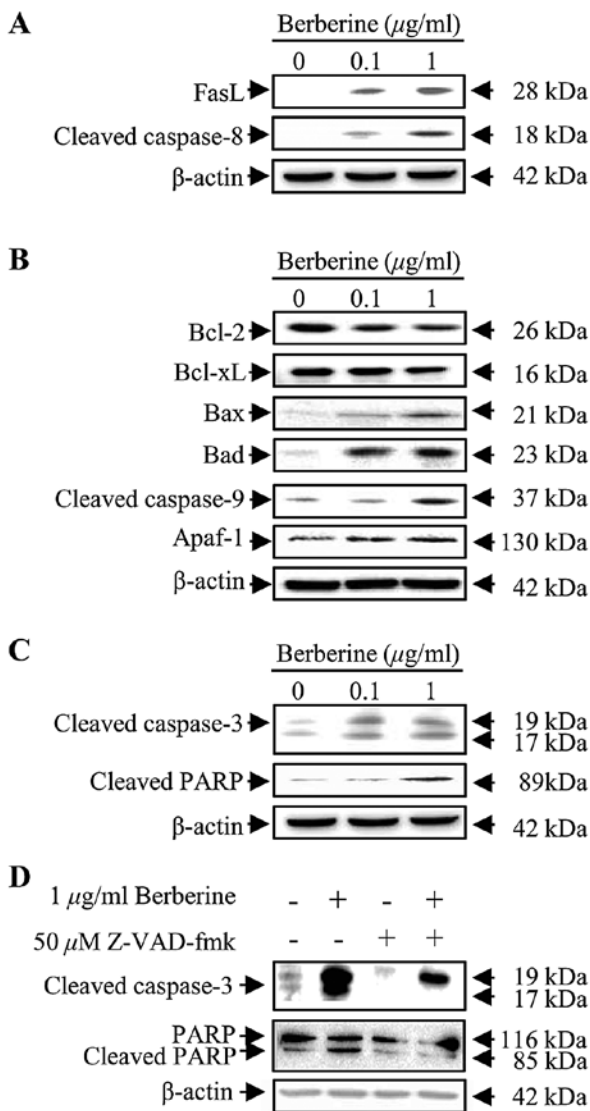 A
Berberine (µg/ml)
0 0.1 1
FasL 28 kDa
Cleaved caspase-8 18 kDa
β-actin 42 kDa
B
Berberine (µg/ml)
0 0.1 1
Bcl-2 26 kDa
Bcl-xL 16 kDa
Bax 21 kDa
Bad 23 kDa
Cleaved caspase-9 37 kDa
Apaf-1 130 kDa
β-actin 42 kDa
C
Berberine (µg/ml)
0 0.1 1
Cleaved caspase-3 19 kDa
17 kDa
Cleaved PARP 89kDa
β-actin 42 kDa
D
1 µg/ml Berberine - + - +
50 µM Z-VAD-fmk - - + +
Cleaved caspase-3 19 kDa
17 kDa
PARP 116 kDa
Cleaved PARP 85 kDa
β-actin 42 kDa